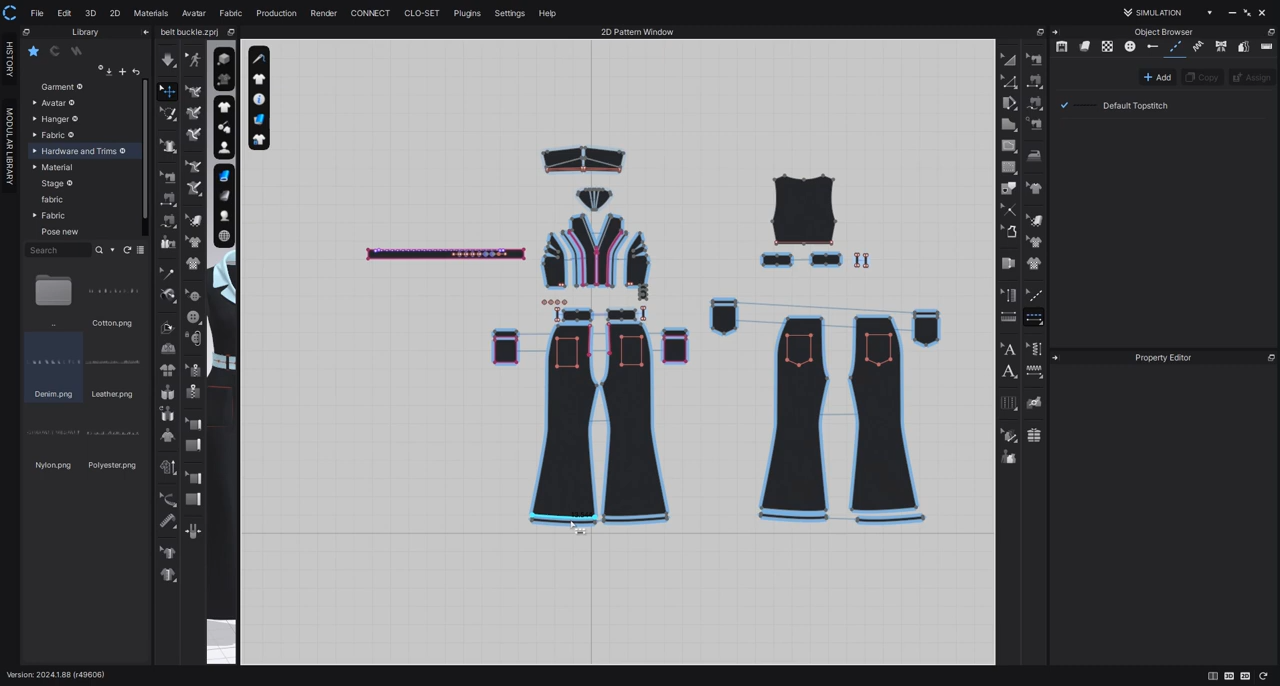 File Edit 3D 2D Materials Avatar Fabric Production Render CONNECT CLO-SET Plugins Settings Help SIMULATION
HISTORY
MODULAR LIBRARY
Library
belt buckle.zprj
2D Pattern Window
Object Browser
Garment
Avatar
Hanger
Fabric
Hardware and Trims
Material
Stage
fabric
Fabric
Pose new
Search
..
Cotton.png
Denim.png
Leather.png
Nylon.png
Polyester.png
Add
Copy
Assign
Default Topstitch
Property Editor
A
A
Version: 2024.1.88 (r49606)
3D
2D